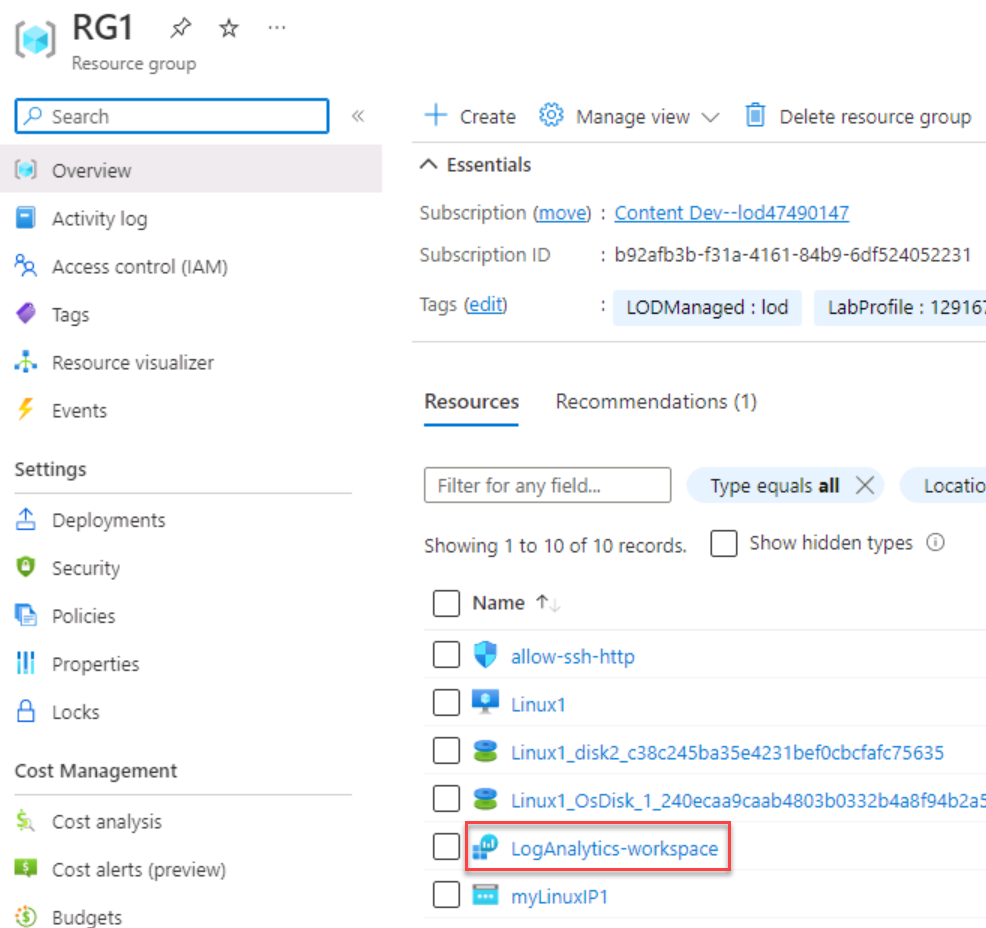 RG1
Resource group
Search
Overview
Activity log
Access control (IAM)
Tags
Resource visualizer
Events
Settings
Deployments
Security
Policies
Properties
Locks
Cost Management
Cost analysis
Cost alerts (preview)
Budgets
Create Manage view Delete resource group
Essentials
Subscription (move) : Content Dev--lod47490147
Subscription ID : b92afb3b-f31a-4161-84b9-6df524052231
Tags (edit) : LODManaged : lod LabProfile : 129167
Resources Recommendations (1)
Filter for any field... Type equals all Locatio
Showing 1 to 10 of 10 records. Show hidden types
Name
allow-ssh-http
Linux1
Linux1_disk2_c38c245ba35e4231bef0cbcfafc75635
Linux1_OsDisk_1_240ecaa9caab4803b0332b4a8f94b2a5
LogAnalytics-workspace
myLinuxIP1